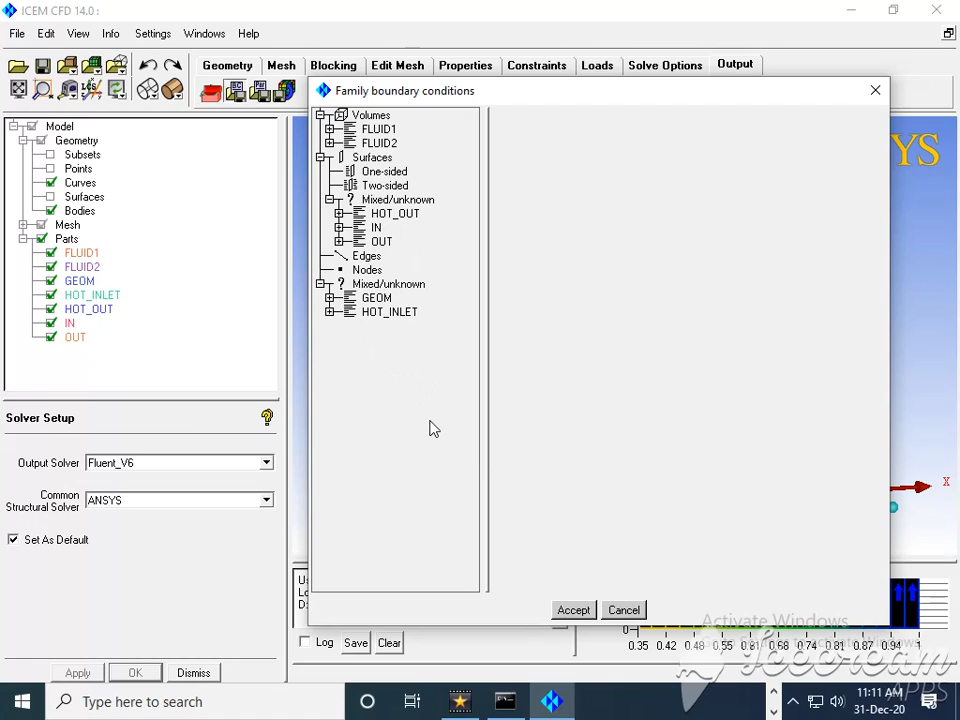 ICEM CFD 14.0 :
File Edit View Info Settings Windows Help
Geometry Mesh Blocking Edit Mesh Properties Constraints Loads Solve Options Output
Family boundary conditions
Model
Geometry
Subsets
Points
Curves
Surfaces
Bodies
Mesh
Parts
FLUID1
FLUID2
GEOM
HOT_INLET
HOT_OUT
IN
OUT
Volumes
FLUID1
FLUID2
Surfaces
One-sided
Two-sided
Mixed/unknown
HOT_OUT
IN
OUT
Edges
Nodes
Mixed/unknown
GEOM
HOT_INLET
YS
X
Solver Setup
Output Solver Fluent_V6
Common
Structural Solver ANSYS
Set As Default
Apply OK Dismiss
Accept Cancel
Log Save Clear
0
0.35 0.42 0.48 0.55 0.61 0.68 0.74 0.81 0.87 0.94 1
Activate Windows
Icecream
APPS
Type here to search
11:11 AM
31-Dec-20